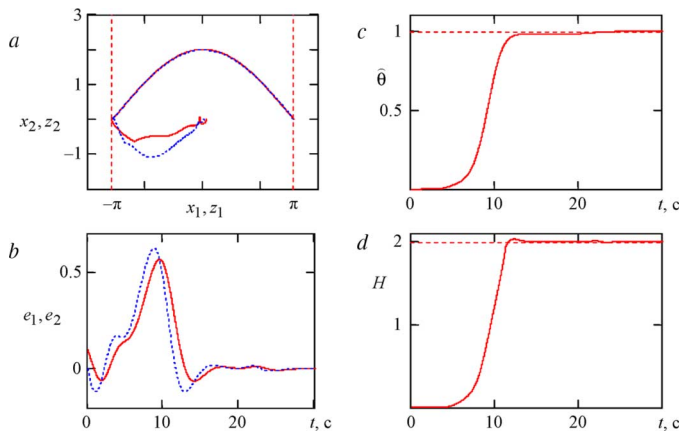 a
3
x₂, z₂
−1
−π
x₁, z₁
π
b
0.5
e₁, e₂
0
0
10
20
t, c
c
1
θ̂
0.5
0
10
20
t, c
d
2
H
1
0
0
10
20
t, c